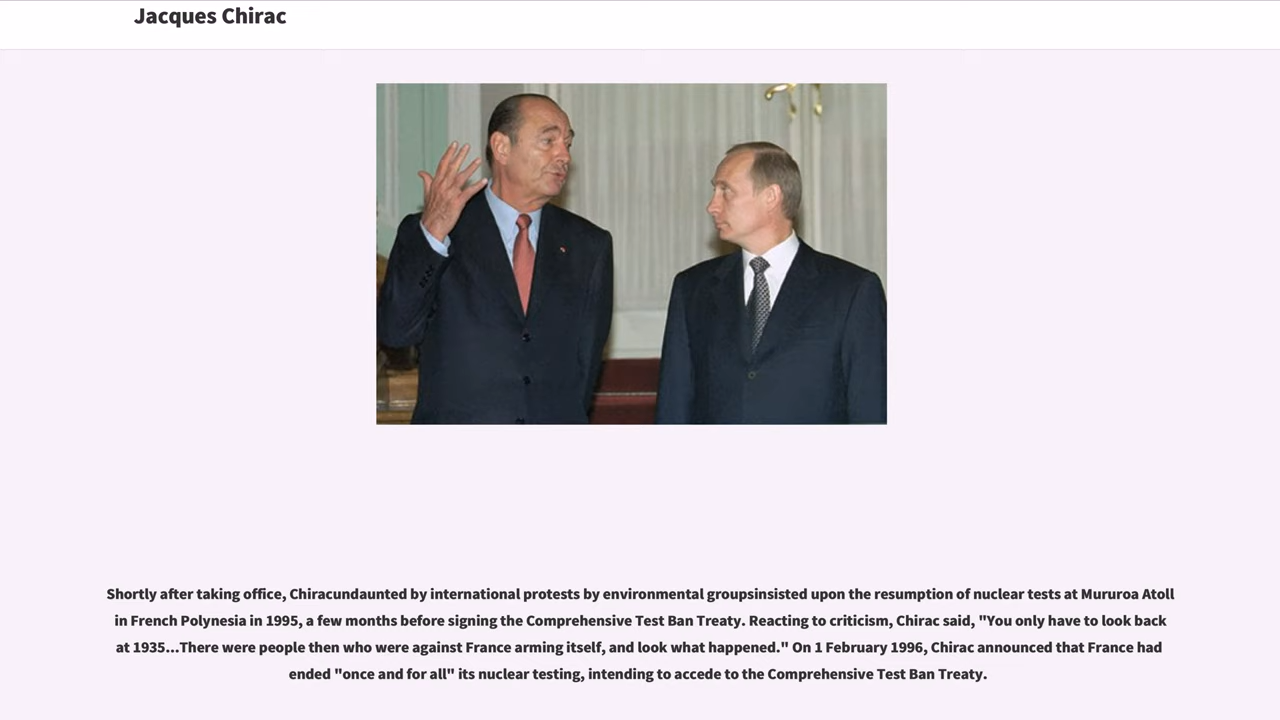 Jacques Chirac
Shortly after taking office, Chiracundaunted by international protests by environmental groupsinsisted upon the resumption of nuclear tests at Mururoa Atoll
in French Polynesia in 1995, a few months before signing the Comprehensive Test Ban Treaty. Reacting to criticism, Chirac said, "You only have to look back
at 1935...There were people then who were against France arming itself, and look what happened." On 1 February 1996, Chirac announced that France had
ended "once and for all" its nuclear testing, intending to accede to the Comprehensive Test Ban Treaty.